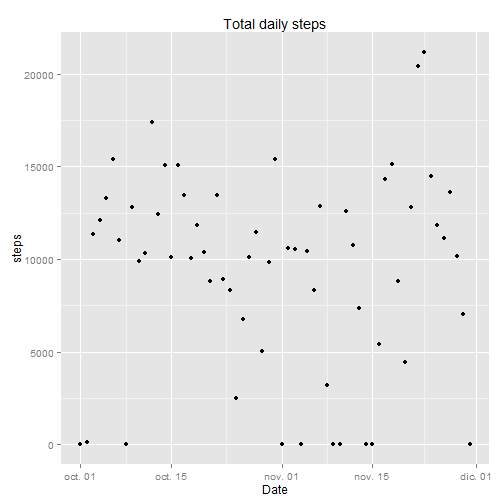 Total daily steps
steps
20000
15000
10000
5000
0
oct. 01 oct. 15 nov. 01 nov. 15 dic. 01
Date